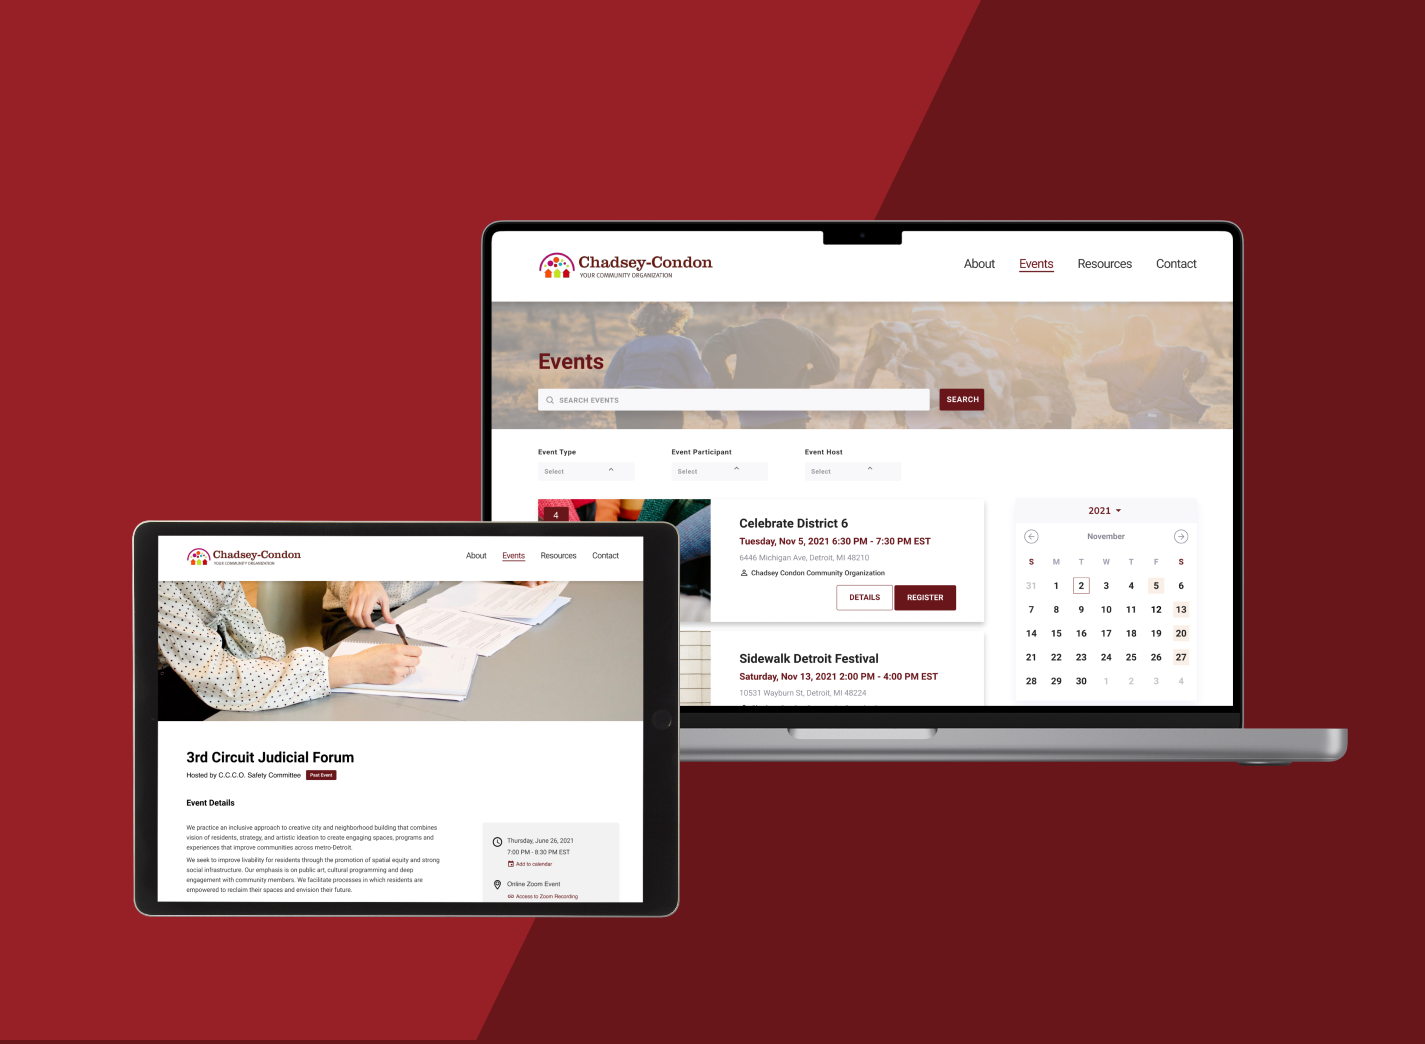 Chadsey-Condon
YOUR COMMUNITY ORGANIZATION
About Events Resources Contact
Events
SEARCH EVENTS
SEARCH
Event Type Event Participant Event Host
Select Select Select
4
Celebrate District 6
Tuesday, Nov 5, 2021 6:30 PM - 7:30 PM EST
6446 Michigan Ave, Detroit, MI 48210
Chadsey Condon Community Organization
DETAILS REGISTER
Sidewalk Detroit Festival
Saturday, Nov 13, 2021 2:00 PM - 4:00 PM EST
10531 Wayburn St, Detroit, MI 48224
2021
November
S M T W T F S
31 1 2 3 4 5 6
7 8 9 10 11 12 13
14 15 16 17 18 19 20
21 22 23 24 25 26 27
28 29 30 1 2 3 4
Chadsey-Condon
YOUR COMMUNITY ORGANIZATION
About Events Resources Contact
3rd Circuit Judicial Forum
Hosted by C.C.C.O. Safety Committee Past Event
Event Details
We practice an inclusive approach to creative city and neighborhood building that combines
vision of residents, strategy, and artistic ideation to create engaging spaces, programs and
experiences that improve communities across metro-Detroit.
We seek to improve livability for residents through the promotion of spatial equity and strong
social infrastructure. Our emphasis is on public art, cultural programming and deep
engagement with community members. We facilitate processes in which residents are
empowered to reclaim their spaces and envision their future.
Thursday, June 26, 2021
7:00 PM - 8:30 PM EST
Add to calendar
Online Zoom Event
Access to Zoom Recording